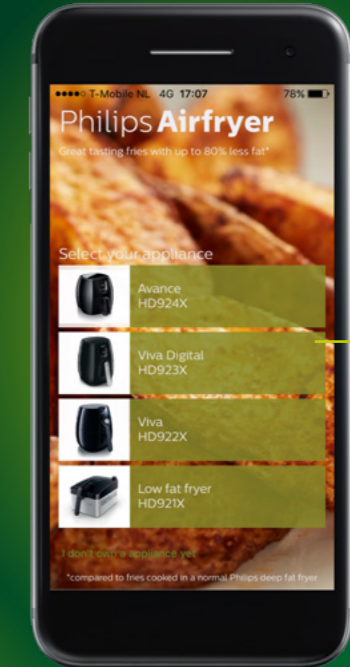 T-Mobile NL 4G 17:07 78%
Philips Airfryer
Great tasting fries with up to 80% less fat*
Select your appliance
Avance
HD924X
Viva Digital
HD923X
Viva
HD922X
Low fat fryer
HD921X
I don't own a appliance yet
*compared to fries cooked in a normal Philips deep fat fryer